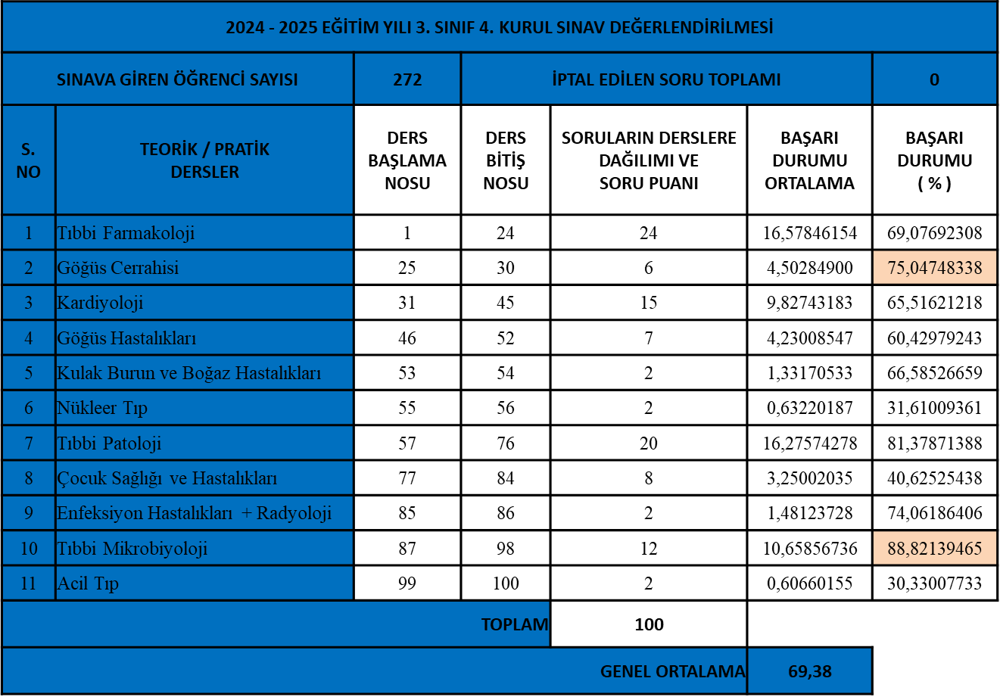 2024 - 2025 EĞİTİM YILI 3. SINIF 4. KURUL SINAV DEĞERLENDİRİLMESİ
SINAVA GİREN ÖĞRENCİ SAYISI 272 İPTAL EDİLEN SORU TOPLAMI 0
S. NO TEORİK / PRATİK DERSLER DERS BAŞLAMA NOSU DERS BİTİŞ NOSU SORULARIN DERSLERE DAĞILIMI VE SORU PUANI BAŞARI DURUMU ORTALAMA BAŞARI DURUMU ( % )
1 Tıbbi Farmakoloji 1 24 24 16,57846154 69,07692308
2 Göğüs Cerrahisi 25 30 6 4,50284900 75,04748338
3 Kardiyoloji 31 45 15 9,82743183 65,51621218
4 Göğüs Hastalıkları 46 52 7 4,23008547 60,42979243
5 Kulak Burun ve Boğaz Hastalıkları 53 54 2 1,33170533 66,58526659
6 Nükleer Tıp 55 56 2 0,63220187 31,61009361
7 Tıbbi Patoloji 57 76 20 16,27574278 81,37871388
8 Çocuk Sağlığı ve Hastalıkları 77 84 8 3,25002035 40,62525438
9 Enfeksiyon Hastalıkları + Radyoloji 85 86 2 1,48123728 74,06186406
10 Tıbbi Mikrobiyoloji 87 98 12 10,65856736 88,82139465
11 Acil Tıp 99 100 2 0,60660155 30,33007733
TOPLAM 100
GENEL ORTALAMA 69,38